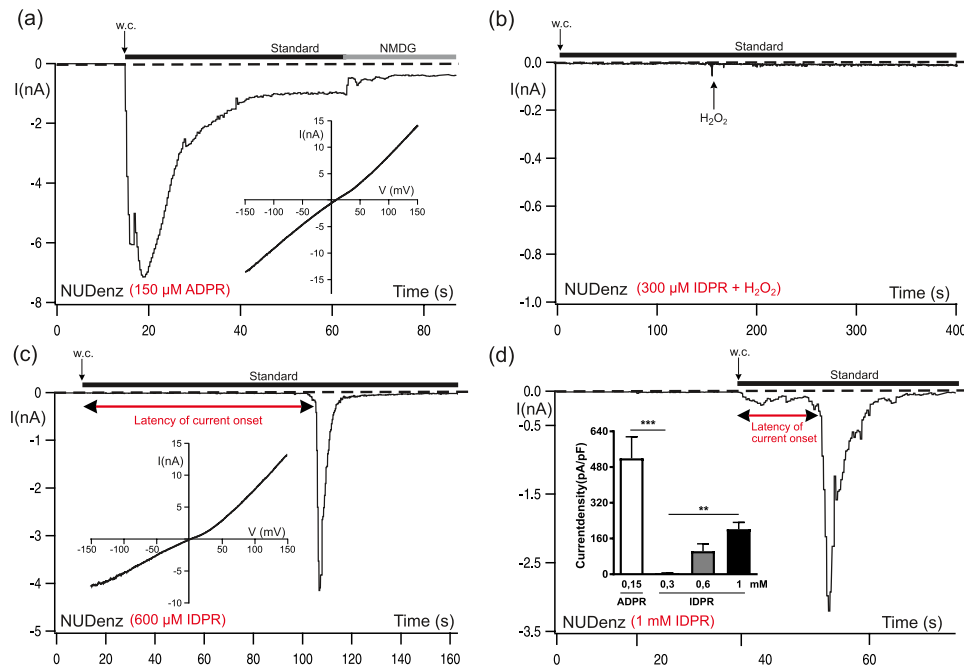 (a)
w.c.
Standard
NMDG
0
I(nA)
-2
-4
-6
-8
I(nA)
15
10
5
V (mV)
-150
-100
-50
50
100
150
-5
-10
-15
NUDenz (150 µM ADPR)
Time (s)
0
20
40
60
80
(b)
w.c.
Standard
0.0
I(nA)
-0.2
-0.4
-0.6
-0.8
-1.0
H₂O₂
NUDenz (300 µM IDPR + H₂O₂)
Time (s)
0
100
200
300
400
(c)
w.c.
Standard
0
I(nA)
-1
-2
-3
-4
-5
Latency of current onset
I(nA)
15
10
5
V (mV)
-150
-100
-50
50
100
150
-5
-10
NUDenz (600 µM IDPR)
Time (s)
0
20
40
60
80
100
120
140
160
(d)
w.c.
Standard
0.0
I(nA)
-0.5
-1.5
-2.5
-3.5
Latency of
current onset
Currentdensity(pA/pF)
640
480
320
160
0
***
**
0,15
0,3
0,6
1
mM
ADPR
IDPR
NUDenz (1 mM IDPR)
Time (s)
0
20
40
60